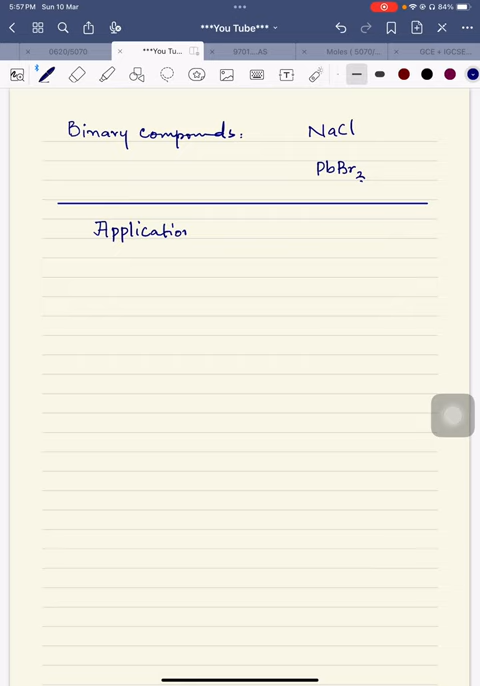 5:57 PM Sun 10 Mar
84%
***You Tube***
0620/5070
***You Tu...
9701....AS
Moles ( 5070/...
GCE + IGCSE...
Binary compounds: NaCl
PbBr2
Application